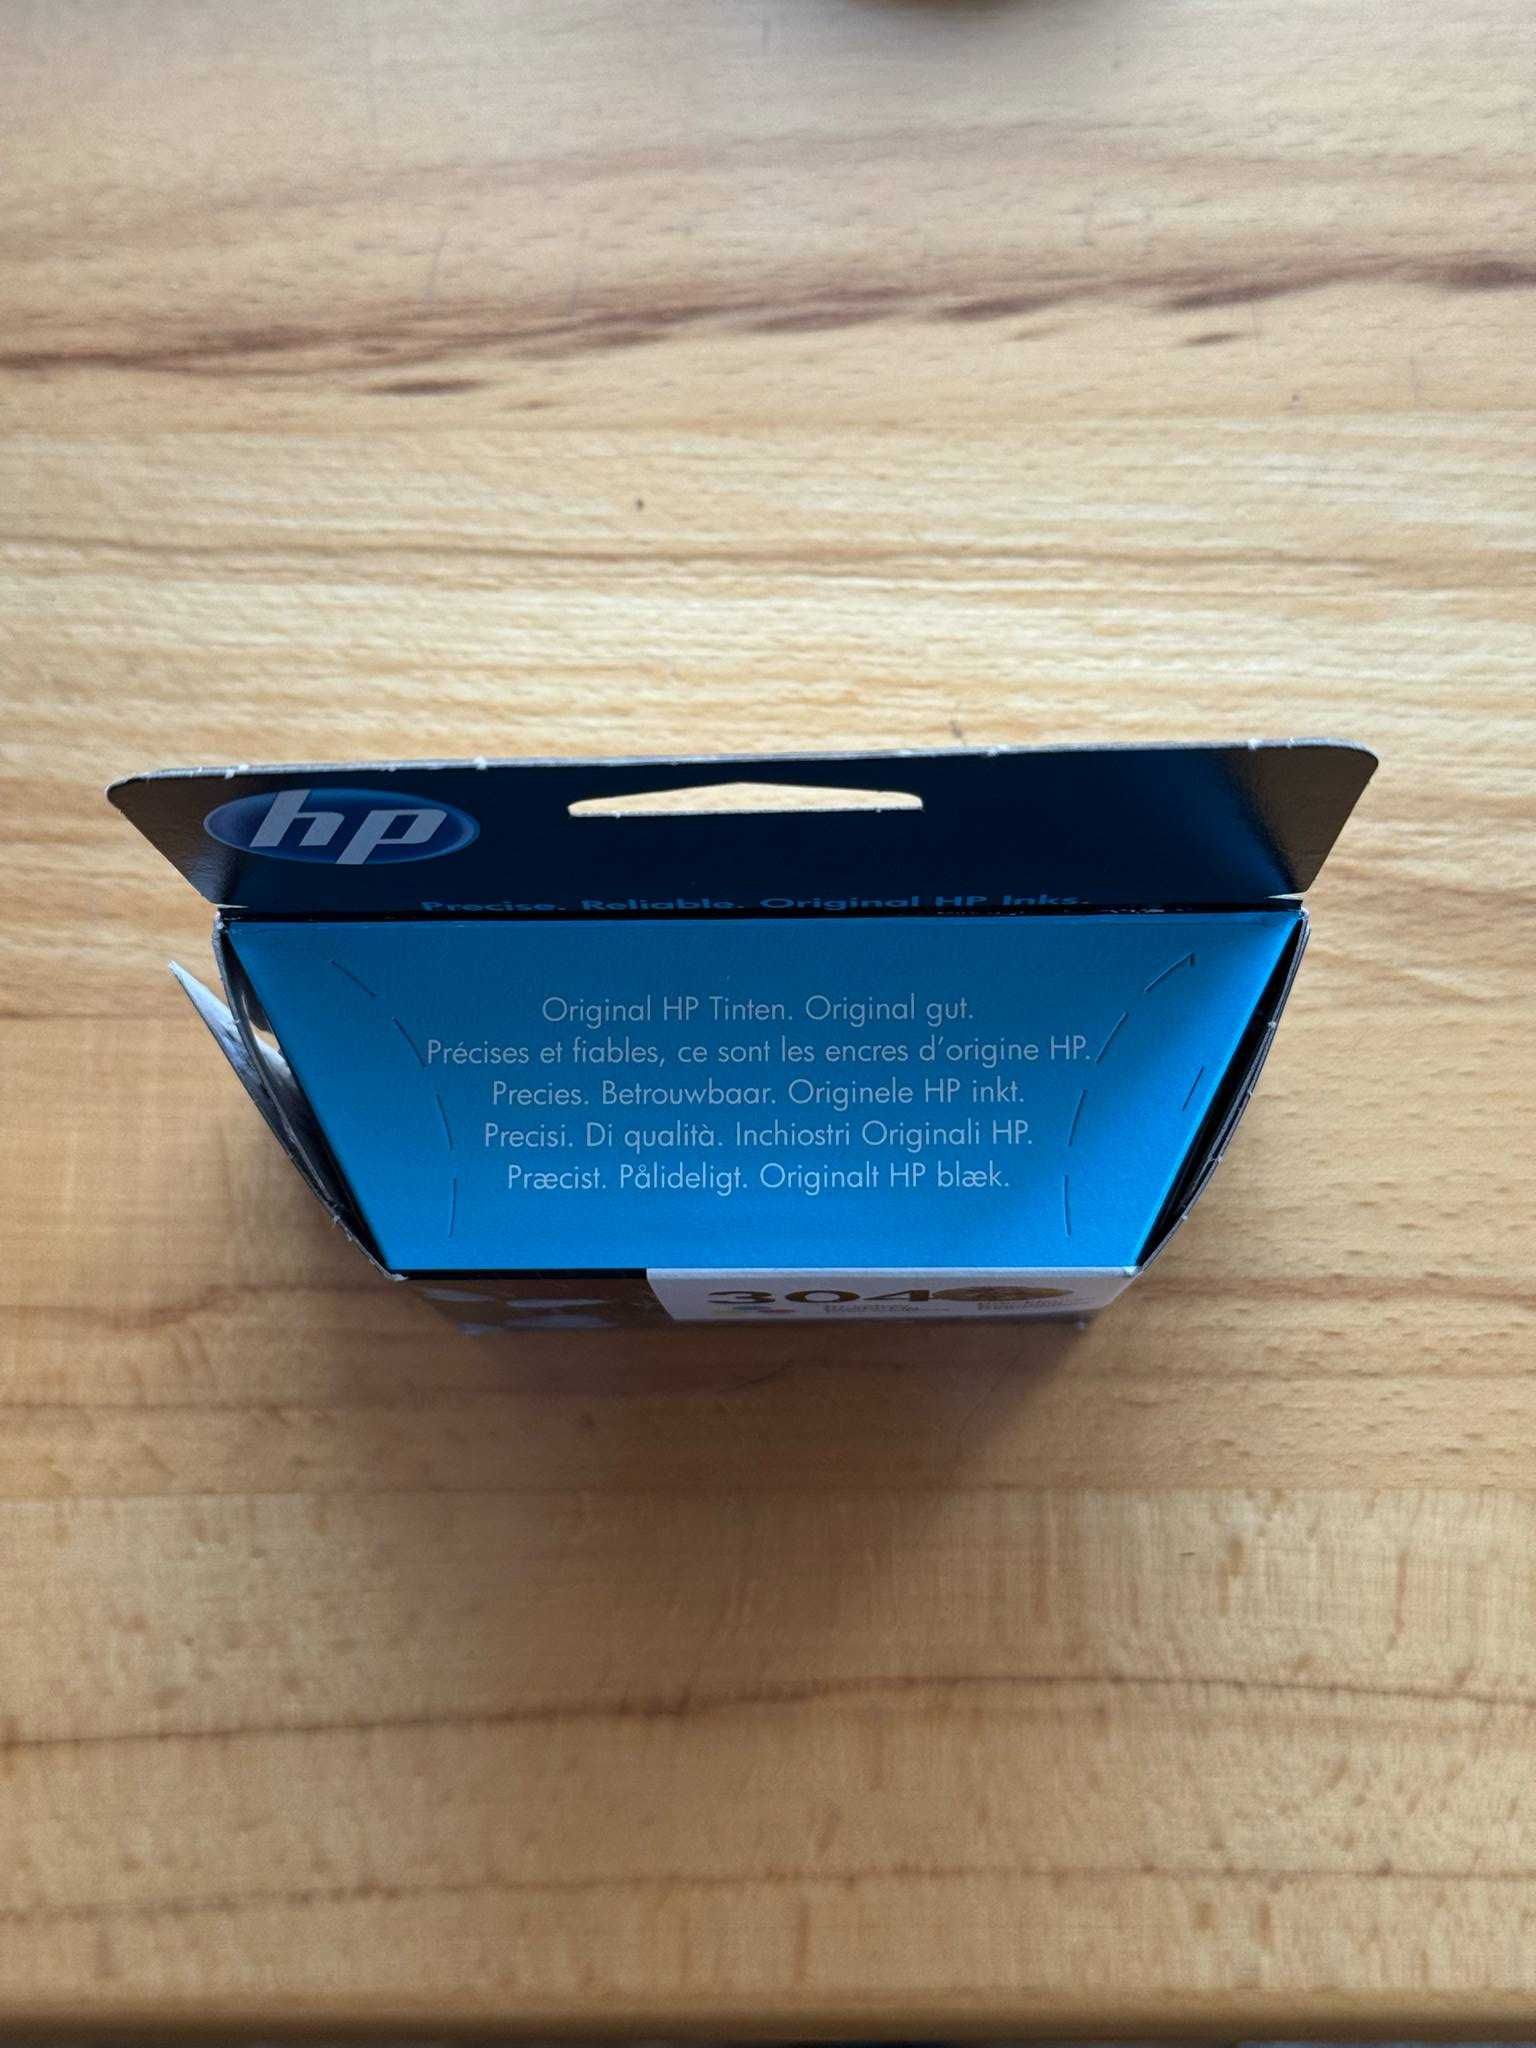 hp
Precise. Reliable. Original HP Inks.
Original HP Tinten. Original gut.
Précises et fiables, ce sont les encres d'origine HP.
Precies. Betrouwbaar. Originele HP inkt.
Precisi. Di qualità. Inchiostri Originali HP.
Præcist. Pålideligt. Originalt HP blæk.
304